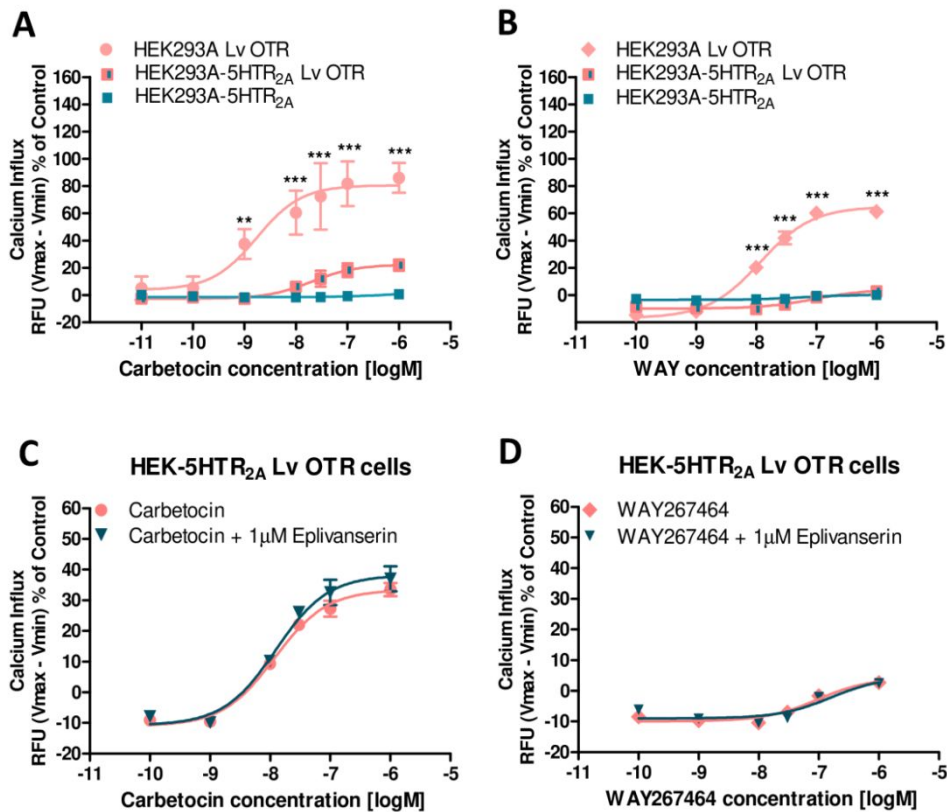 A
HEK293A Lv OTR
HEK293A-5HTR2A Lv OTR
HEK293A-5HTR2A
160
140
120
100
80
60
40
20
0
-20
Calcium Influx
RFU (Vmax - Vmin) % of Control
**
***
***
***
***
-11
-10
-9
-8
-7
-6
-5
Carbetocin concentration [logM]
B
HEK293A Lv OTR
HEK293A-5HTR2A Lv OTR
HEK293A-5HTR2A
160
140
120
100
80
60
40
20
0
-20
Calcium Influx
RFU (Vmax - Vmin) % of Control
***
***
***
***
-11
-10
-9
-8
-7
-6
-5
WAY concentration [logM]
C
HEK-5HTR2A Lv OTR cells
Carbetocin
Carbetocin + 1μM Eplivanserin
60
50
40
30
20
10
0
-10
-20
Calcium Influx
RFU (Vmax - Vmin) % of Control
-11
-10
-9
-8
-7
-6
-5
Carbetocin concentration [logM]
D
HEK-5HTR2A Lv OTR cells
WAY267464
WAY267464 + 1μM Eplivanserin
60
50
40
30
20
10
0
-10
-20
Calcium Influx
RFU (Vmax - Vmin) % of Control
-11
-10
-9
-8
-7
-6
-5
WAY267464 concentration [logM]